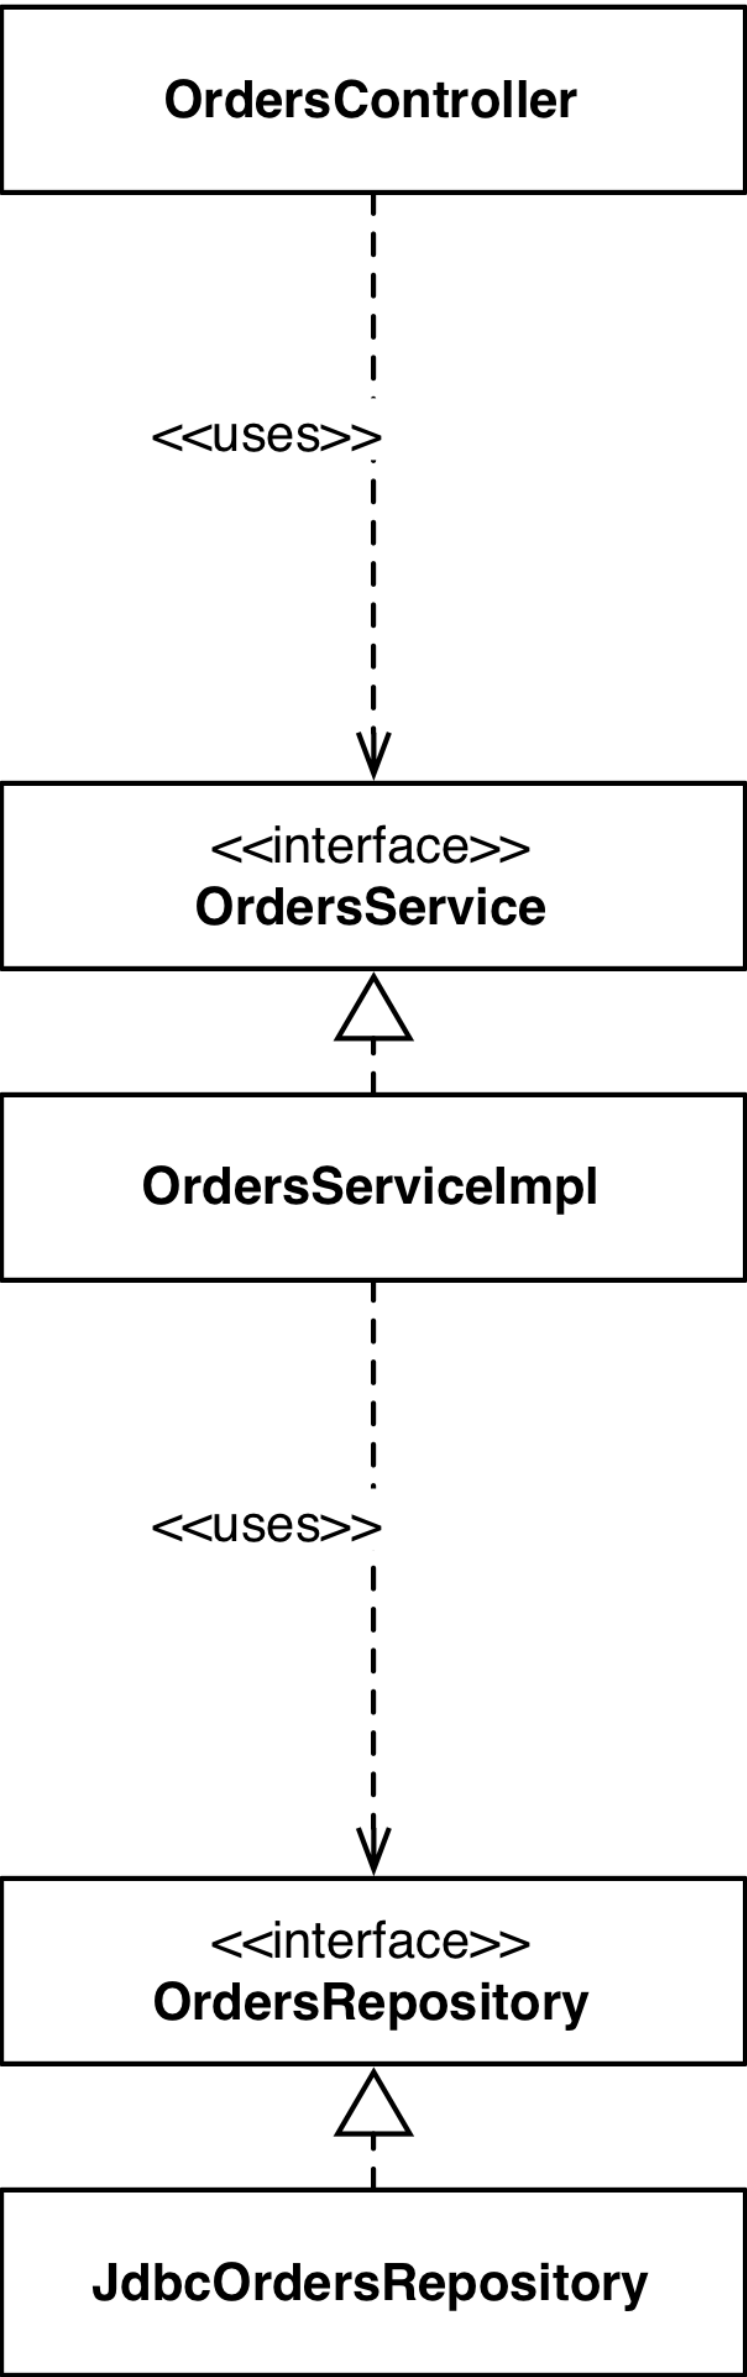 OrdersController
<<uses>>
<<interface>>
OrdersService
OrdersServiceImpl
<<uses>>
<<interface>>
OrdersRepository
JdbcOrdersRepository